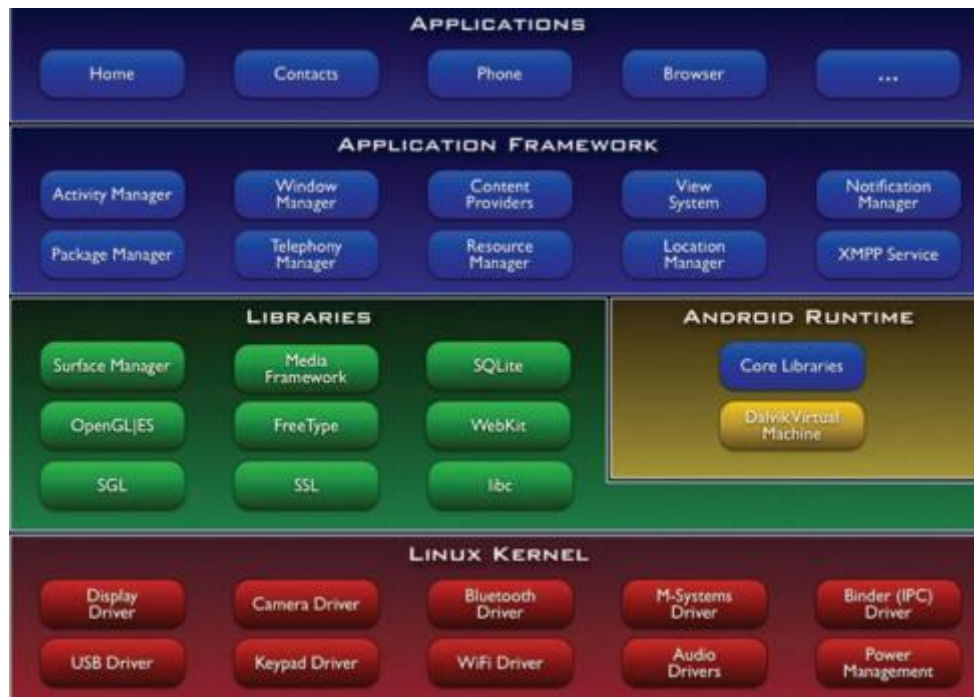 APPLICATIONS
Home
Contacts
Phone
Browser
...
APPLICATION FRAMEWORK
Activity Manager
Window
Manager
Content
Providers
View
System
Notification
Manager
Package Manager
Telephony
Manager
Resource
Manager
Location
Manager
XMPP Service
LIBRARIES
Surface Manager
Media
Framework
SQLite
OpenGL|ES
FreeType
WebKit
SGL
SSL
libc
ANDROID RUNTIME
Core Libraries
Dalvik Virtual
Machine
LINUX KERNEL
Display
Driver
Camera Driver
Bluetooth
Driver
M-Systems
Driver
Binder (IPC)
Driver
USB Driver
Keypad Driver
WiFi Driver
Audio
Drivers
Power
Management